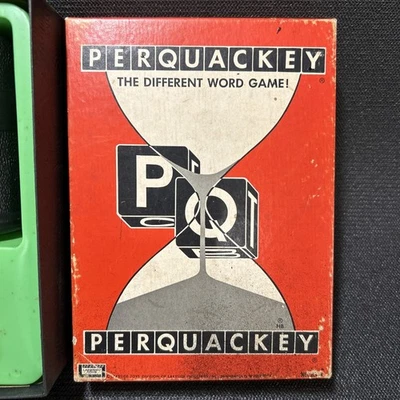 PERQUACKEY ®
THE DIFFERENT WORD GAME!
P
Q
PERQUACKEY ®